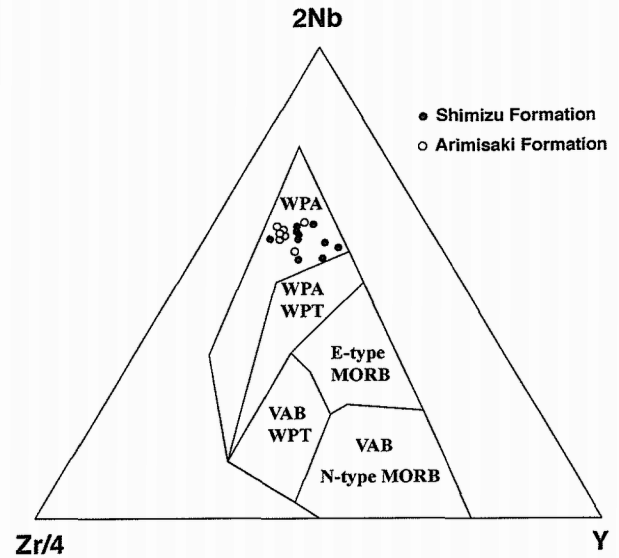 2Nb
Shimizu Formation
Arimisaki Formation
WPA
WPA
WPT
E-type
MORB
VAB
WPT
VAB
N-type MORB
Zr/4
Y